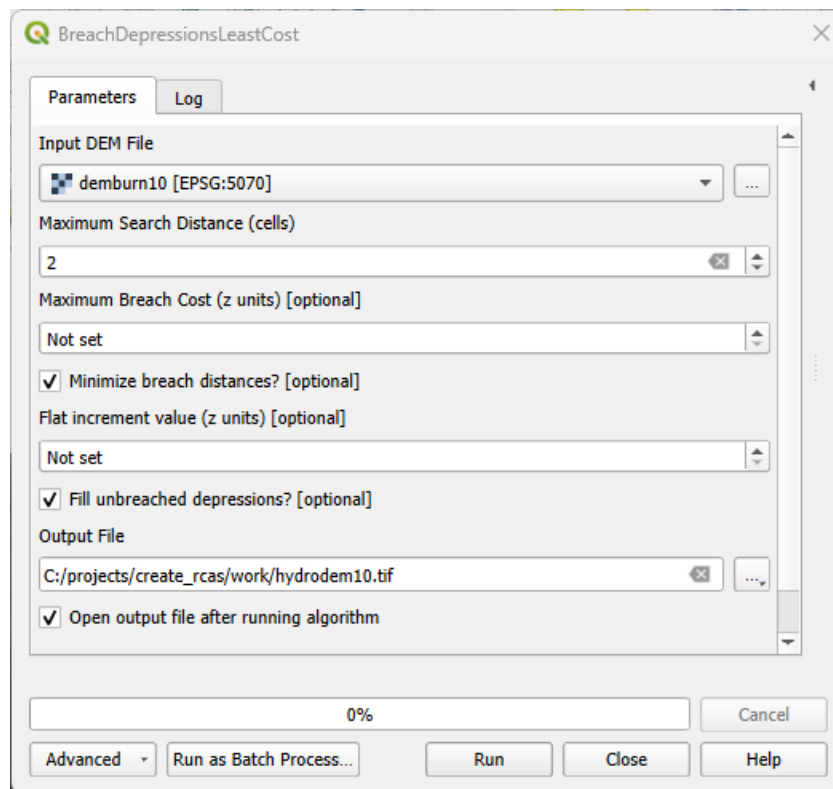 BreachDepressionsLeastCost
Parameters Log
Input DEM File
demburn10 [EPSG:5070]
...
Maximum Search Distance (cells)
2
Maximum Breach Cost (z units) [optional]
Not set
Minimize breach distances? [optional]
Flat increment value (z units) [optional]
Not set
Fill unbreached depressions? [optional]
Output File
C:/projects/create_rcas/work/hydrodem10.tif
...
Open output file after running algorithm
0%
Cancel
Advanced Run as Batch Process... Run Close Help